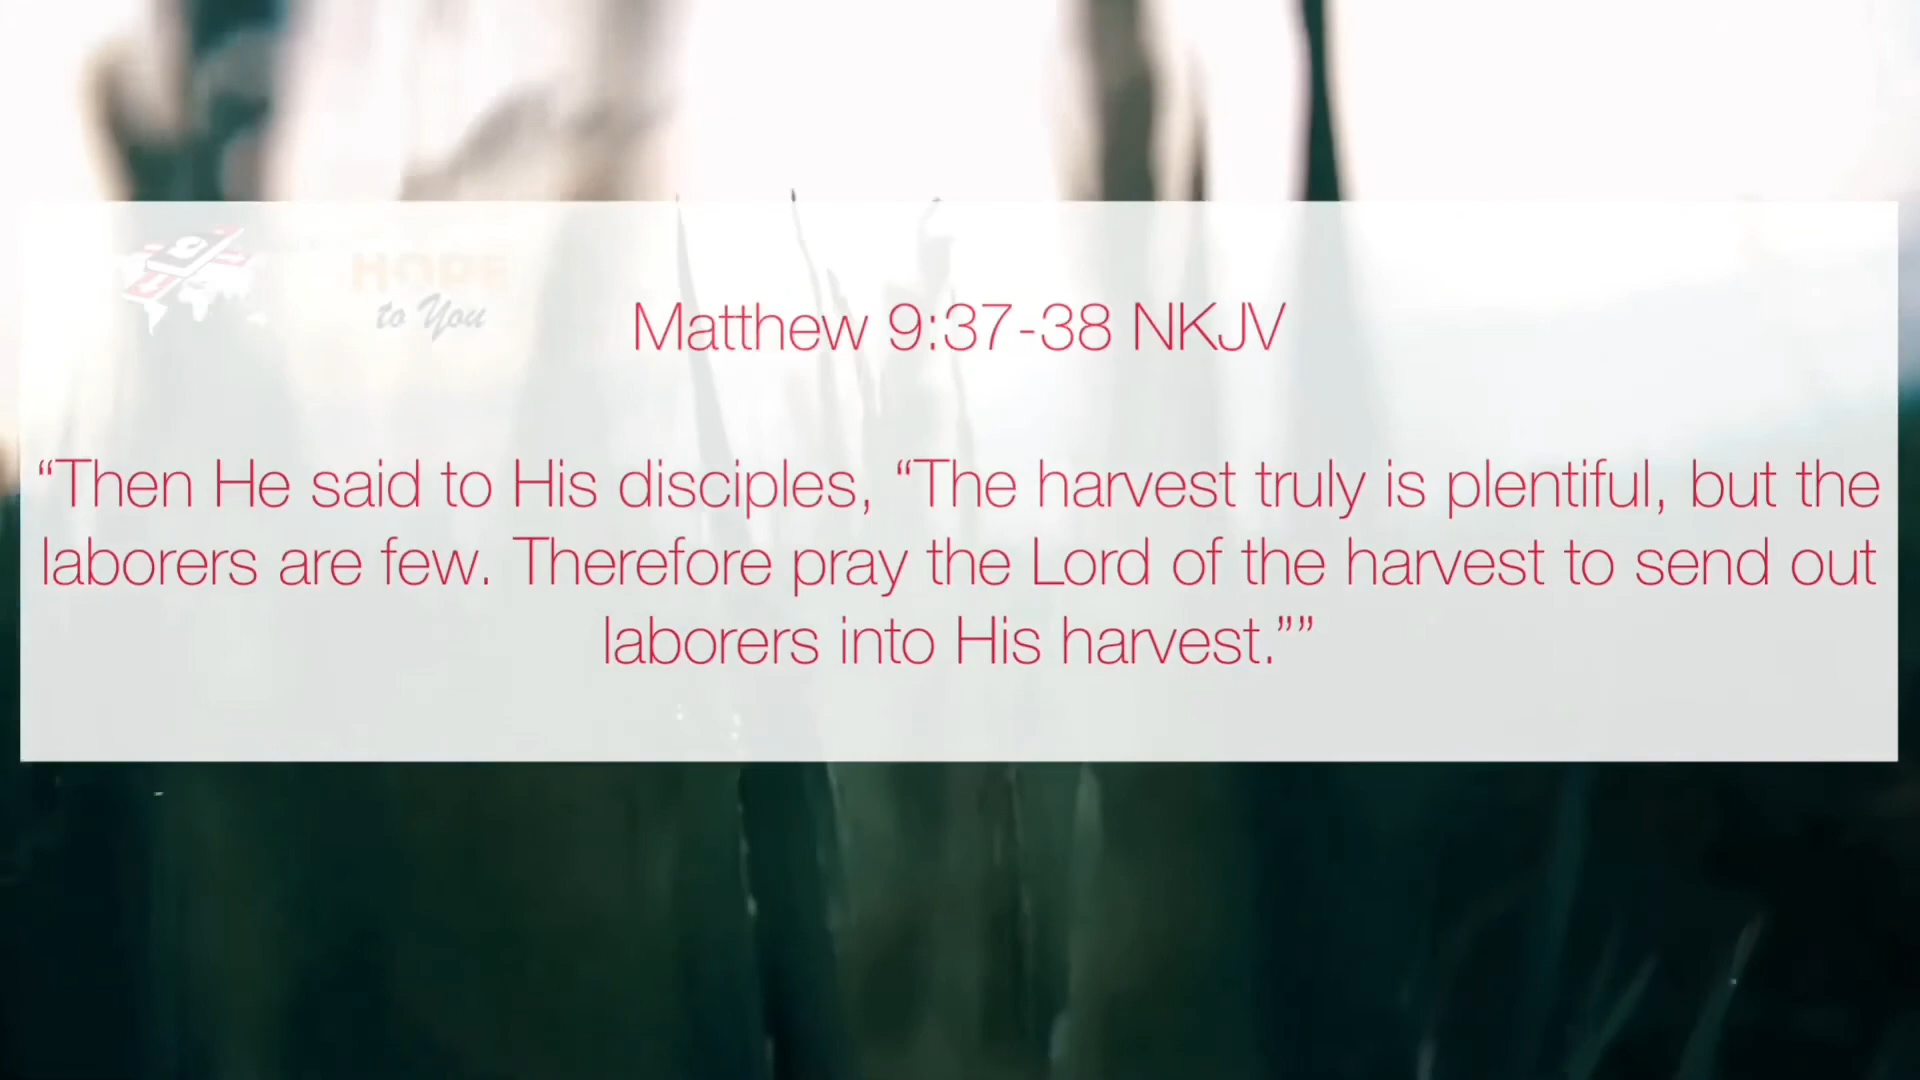 HOPE
to You
Matthew 9:37-38 NKJV
“Then He said to His disciples, “The harvest truly is plentiful, but the
laborers are few. Therefore pray the Lord of the harvest to send out
laborers into His harvest.””